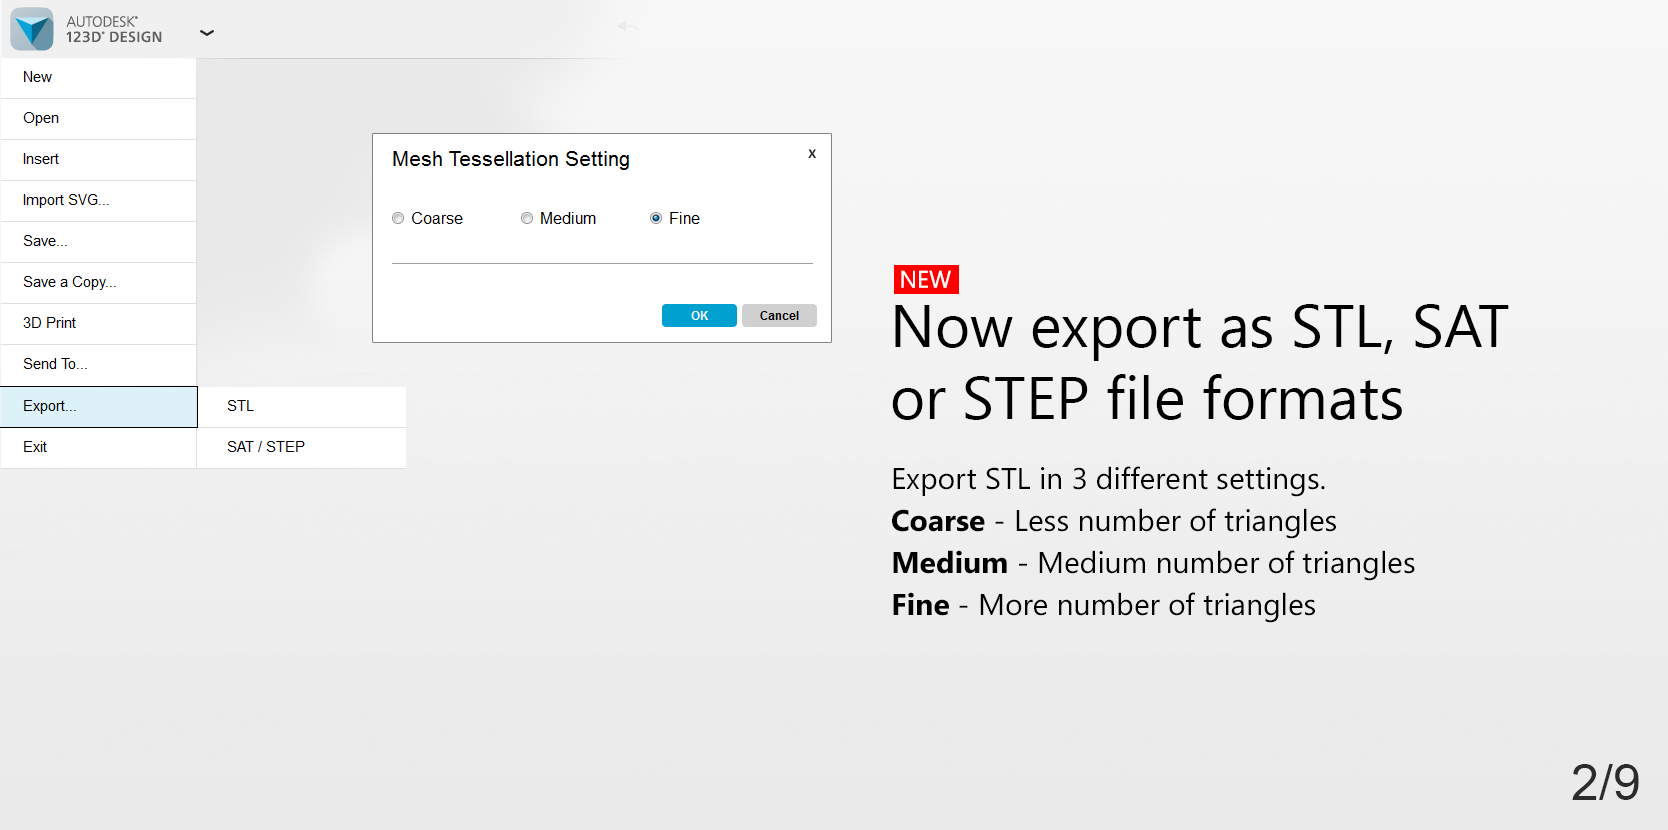 AUTODESK®
123D® DESIGN
New
Open
Insert
Import SVG...
Save...
Save a Copy...
3D Print
Send To...
Export...
STL
Exit
SAT / STEP
Mesh Tessellation Setting
X
Coarse
Medium
Fine
OK
Cancel
NEW
Now export as STL, SAT
or STEP file formats
Export STL in 3 different settings.
Coarse - Less number of triangles
Medium - Medium number of triangles
Fine - More number of triangles
2/9